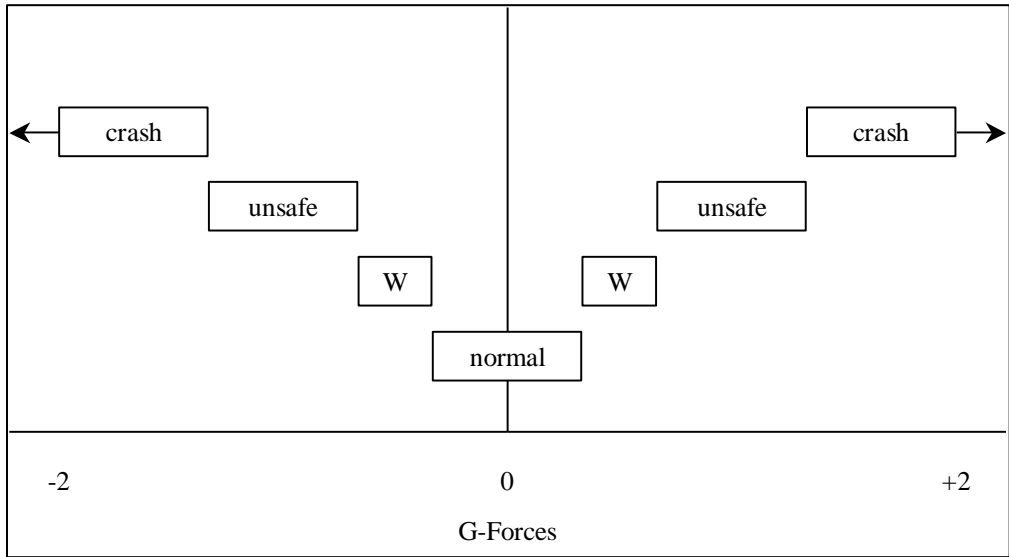 crash crash
unsafe unsafe
W W
normal
-2 0 +2
G-Forces